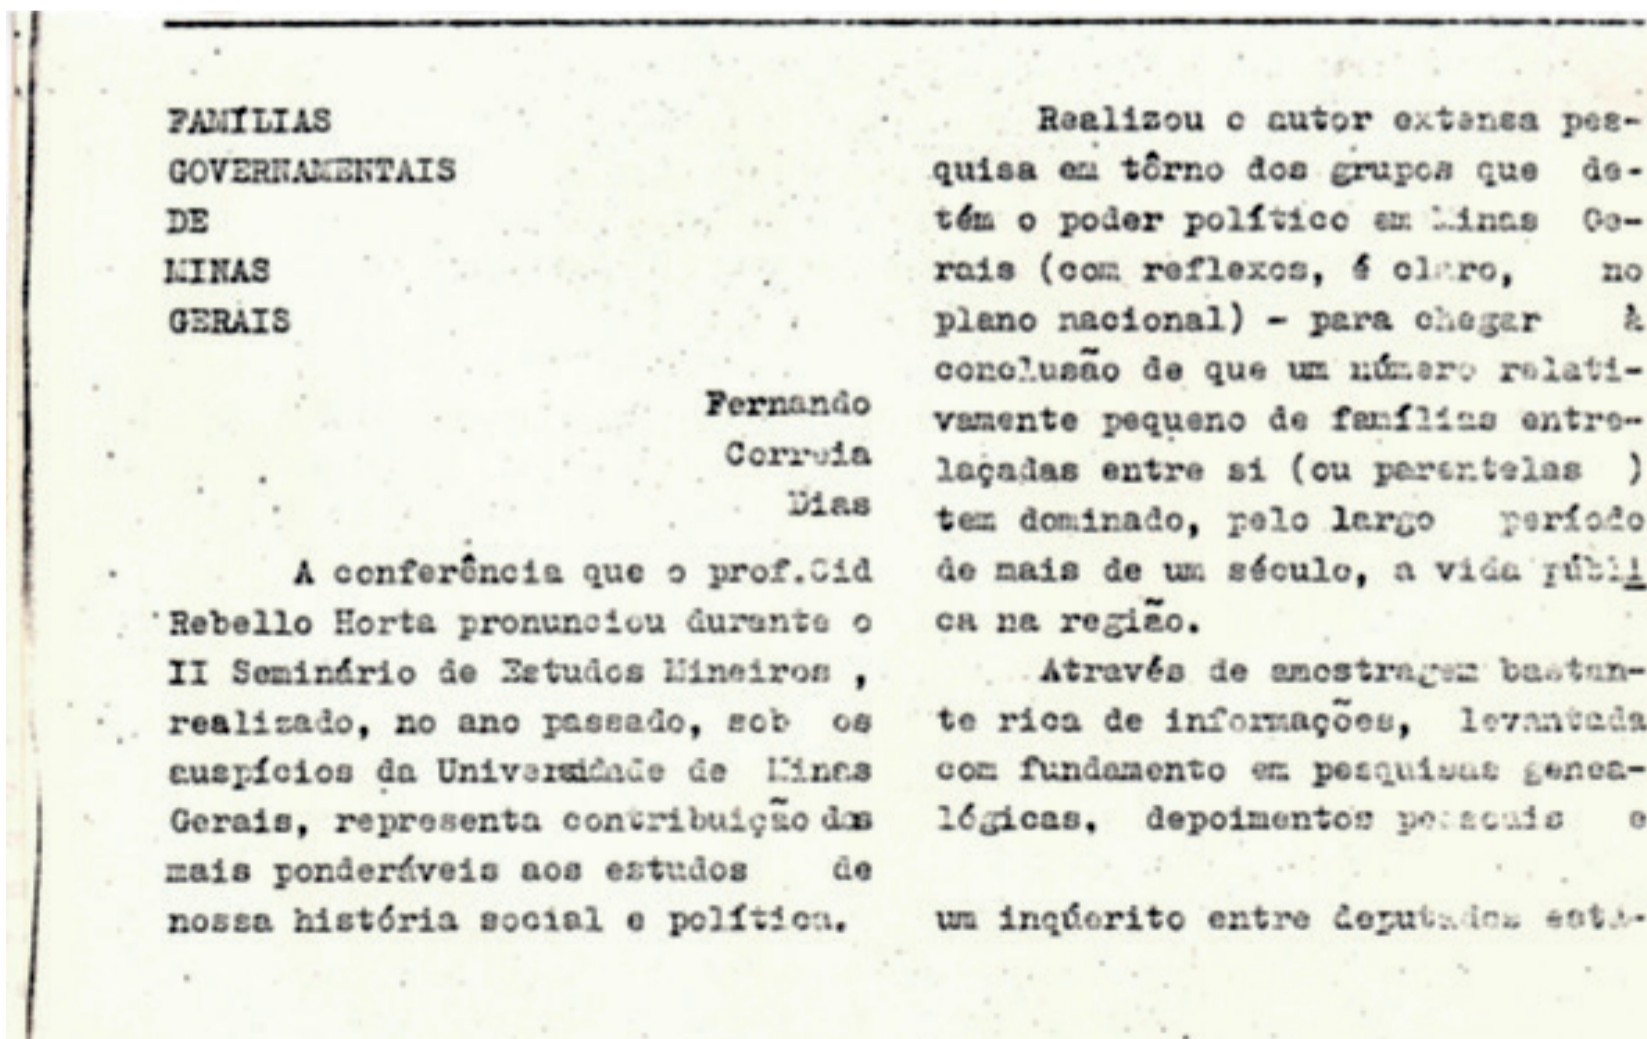 FAMÍLIAS
GOVERNAMENTAIS
DE
MINAS
GERAIS
Fernando
Correia
Dias
A conferência que o prof.Cid
Rebello Horta pronunciou durante o
II Seminário de Estudos Mineiros ,
realizado, no ano passado, sob os
auspícios da Universidade de Minas
Gerais, representa contribuição das
mais ponderáveis aos estudos de
nossa história social e política.
Realizou o autor extensa pes-
quisa em tôrno dos grupos que de-
tém o poder político em Minas Ge-
rais (com reflexos, é claro, no
plano nacional) - para chegar à
conclusão de que um número relati-
vamente pequeno de famílias entre-
laçadas entre si (ou parentelas )
tem dominado, pelo largo período
de mais de um século, a vida públi
ca na região.
Através de amostragem bastan-
te rica de informações, levantada
com fundamento em pesquisas genea-
lógicas, depoimentos pessoais e
um inqúerito entre deputados esta-